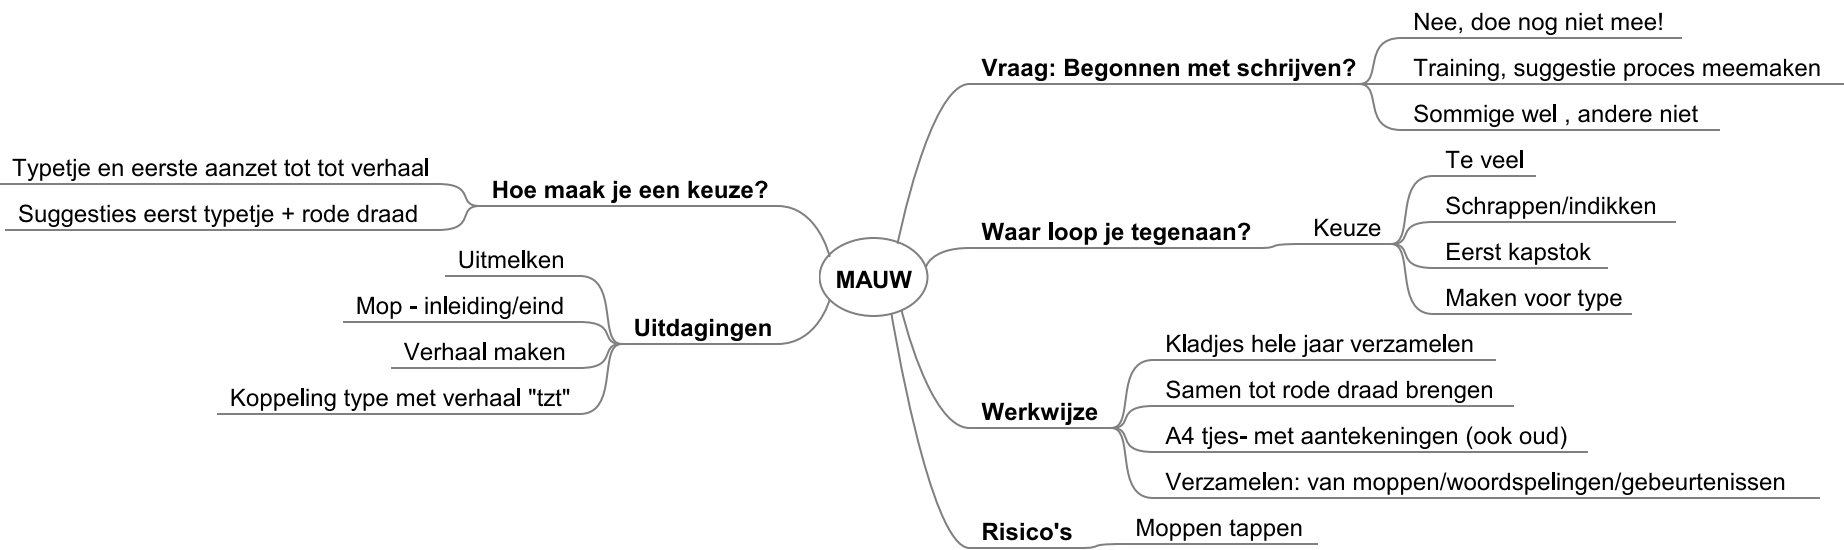 MAUW
Vraag: Begonnen met schrijven?
Nee, doe nog niet mee!
Training, suggestie proces meemaken
Sommige wel , andere niet
Waar loop je tegenaan?
Keuze
Te veel
Schrappen/indikken
Eerst kapstok
Maken voor type
Werkwijze
Kladjes hele jaar verzamelen
Samen tot rode draad brengen
A4 tjes- met aantekeningen (ook oud)
Verzamelen: van moppen/woordspelingen/gebeurtenissen
Risico's
Moppen tappen
Hoe maak je een keuze?
Typetje en eerste aanzet tot tot verhaal
Suggesties eerst typetje + rode draad
Uitdagingen
Uitmelken
Mop - inleiding/eind
Verhaal maken
Koppeling type met verhaal "tzt"